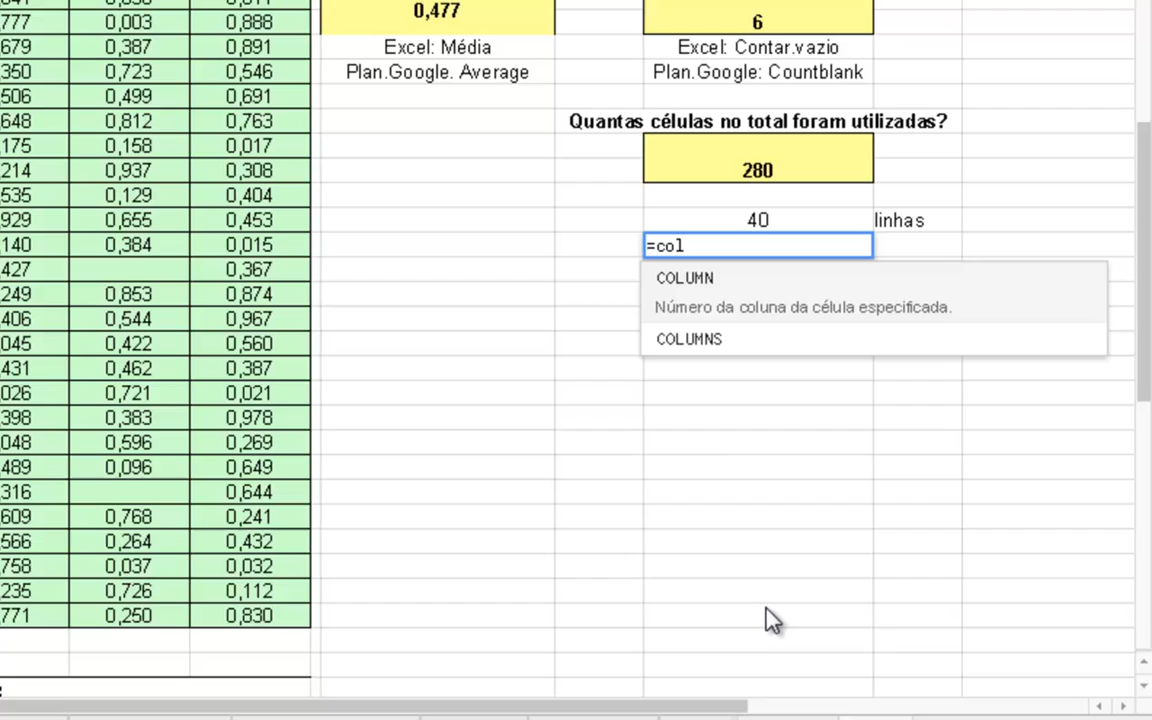 777 0,003 0,888
0,477
6
679 0,387 0,891 Excel: Média Excel: Contar.vazio
350 0,723 0,546 Plan.Google. Average Plan.Google: Countblank
506 0,499 0,691
648 0,812 0,763 Quantas células no total foram utilizadas?
175 0,158 0,017
214 0,937 0,308 280
535 0,129 0,404
929 0,655 0,453 40 linhas
140 0,384 0,015 =col
427 0,367
249 0,853 0,874 COLUMN
406 0,544 0,967 Número da coluna da célula especificada.
045 0,422 0,560 COLUMNS
431 0,462 0,387
026 0,721 0,021
398 0,383 0,978
048 0,596 0,269
489 0,096 0,649
316 0,644
609 0,768 0,241
566 0,264 0,432
758 0,037 0,032
235 0,726 0,112
771 0,250 0,830